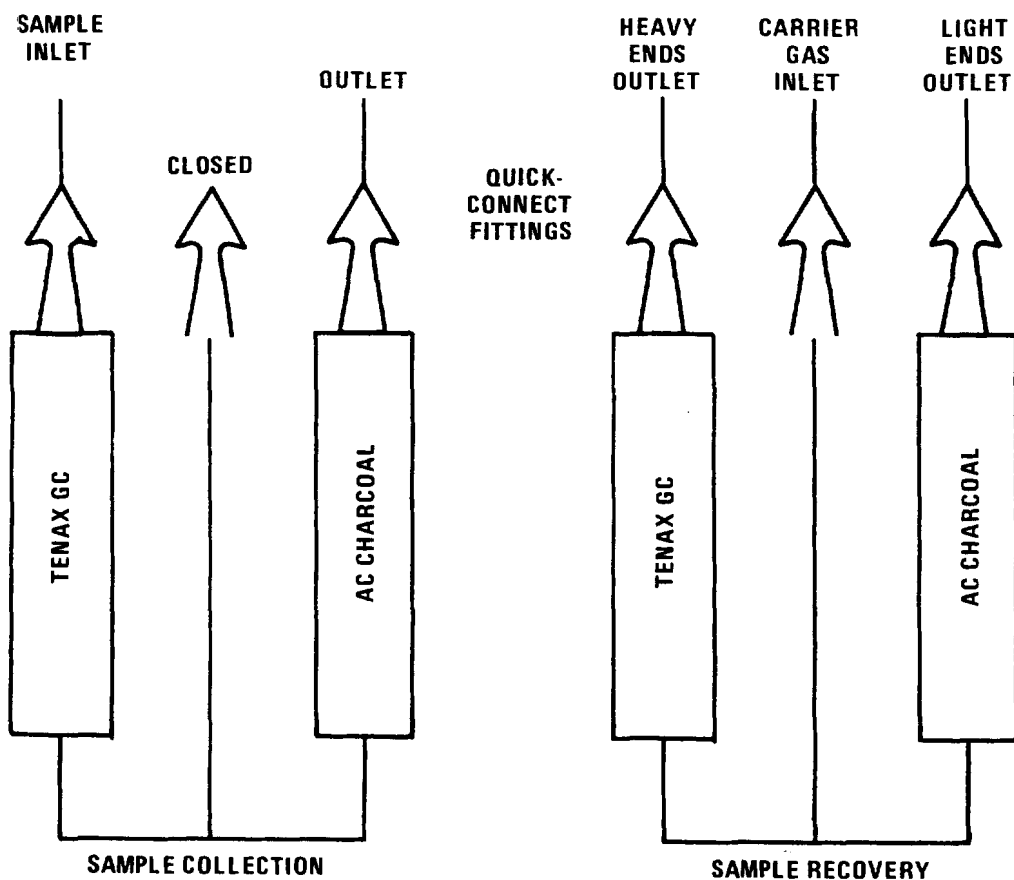 SAMPLE
INLET
OUTLET
CLOSED
TENAX GC
AC CHARCOAL
SAMPLE COLLECTION
QUICK-
CONNECT
FITTINGS
HEAVY
ENDS
OUTLET
CARRIER
GAS
INLET
LIGHT
ENDS
OUTLET
TENAX GC
AC CHARCOAL
SAMPLE RECOVERY